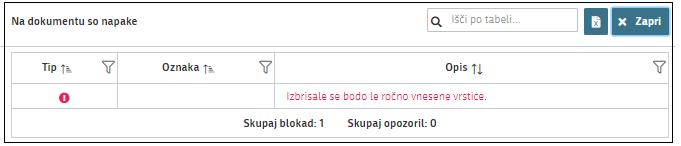 Na dokumentu so napake
Išči po tabeli...
Zapri
Tip Oznaka Opis
Izbrisale se bodo le ročno vnesene vrstice.
Skupaj blokad: 1 Skupaj opozoril: 0